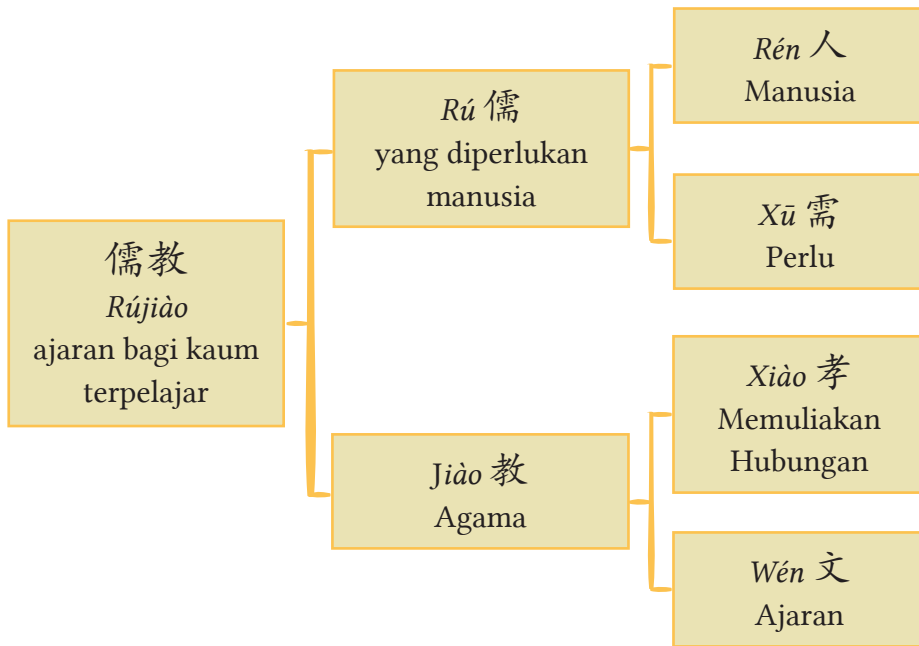 儒教
Rújiào
ajaran bagi kaum
terpelajar
Rú 儒
yang diperlukan
manusia
Rén 人
Manusia
Xū 需
Perlu
Jiào 教
Agama
Xiào 孝
Memuliakan
Hubungan
Wén 文
Ajaran